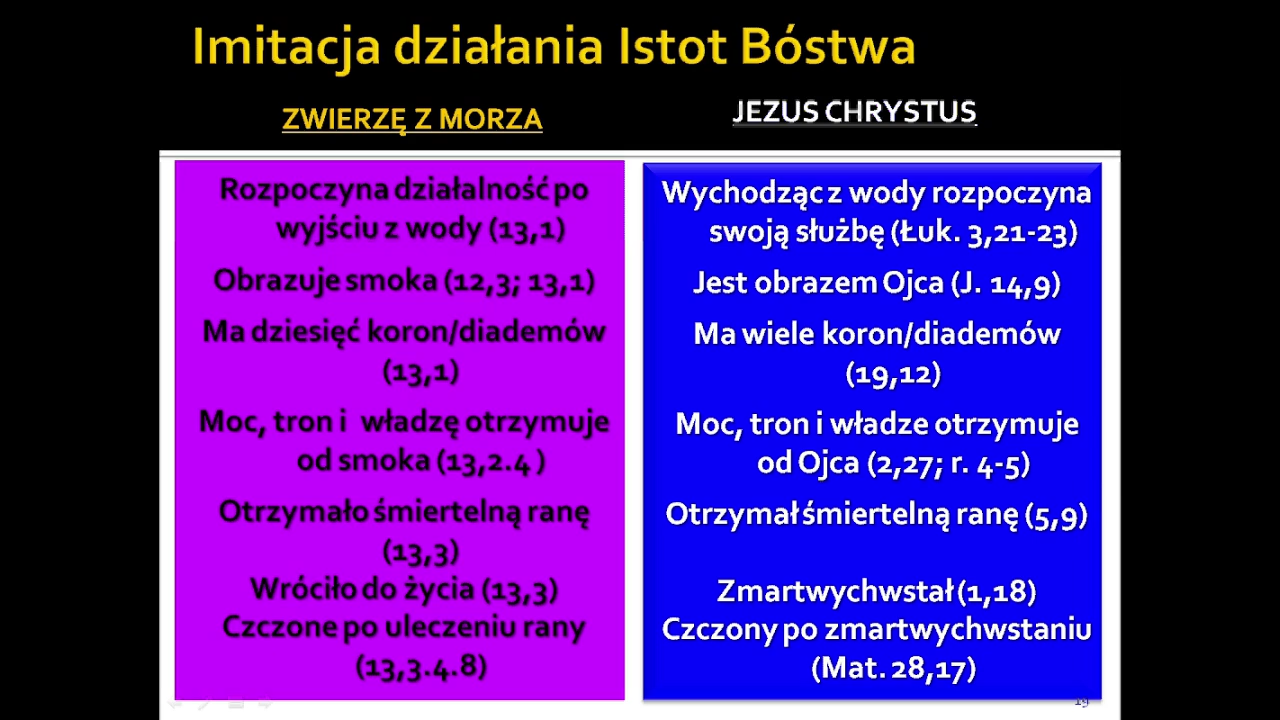 Imitacja działania Istot Bóstwa
ZWIERZĘ Z MORZA
Rozpoczyna działalność po
wyjściu z wody (13,1)
Obrazuje smoka (12,3; 13,1)
Ma dziesięć koron/diademów
(13,1)
Moc, tron i władzę otrzymuje
od smoka (13,2.4 )
Otrzymało śmiertelną ranę
(13,3)
Wróciło do życia (13,3)
Czczone po uleczeniu rany
(13,3.4.8)
JEZUS CHRYSTUS
Wychodząc z wody rozpoczyna
swoją służbę (Łuk. 3,21-23)
Jest obrazem Ojca (J. 14,9)
Ma wiele koron/diademów
(19,12)
Moc, tron i władze otrzymuje
od Ojca (2,27; r. 4-5)
Otrzymał śmiertelną ranę (5,9)
Zmartwychwstał (1,18)
Czczony po zmartwychwstaniu
(Mat. 28,17)
19